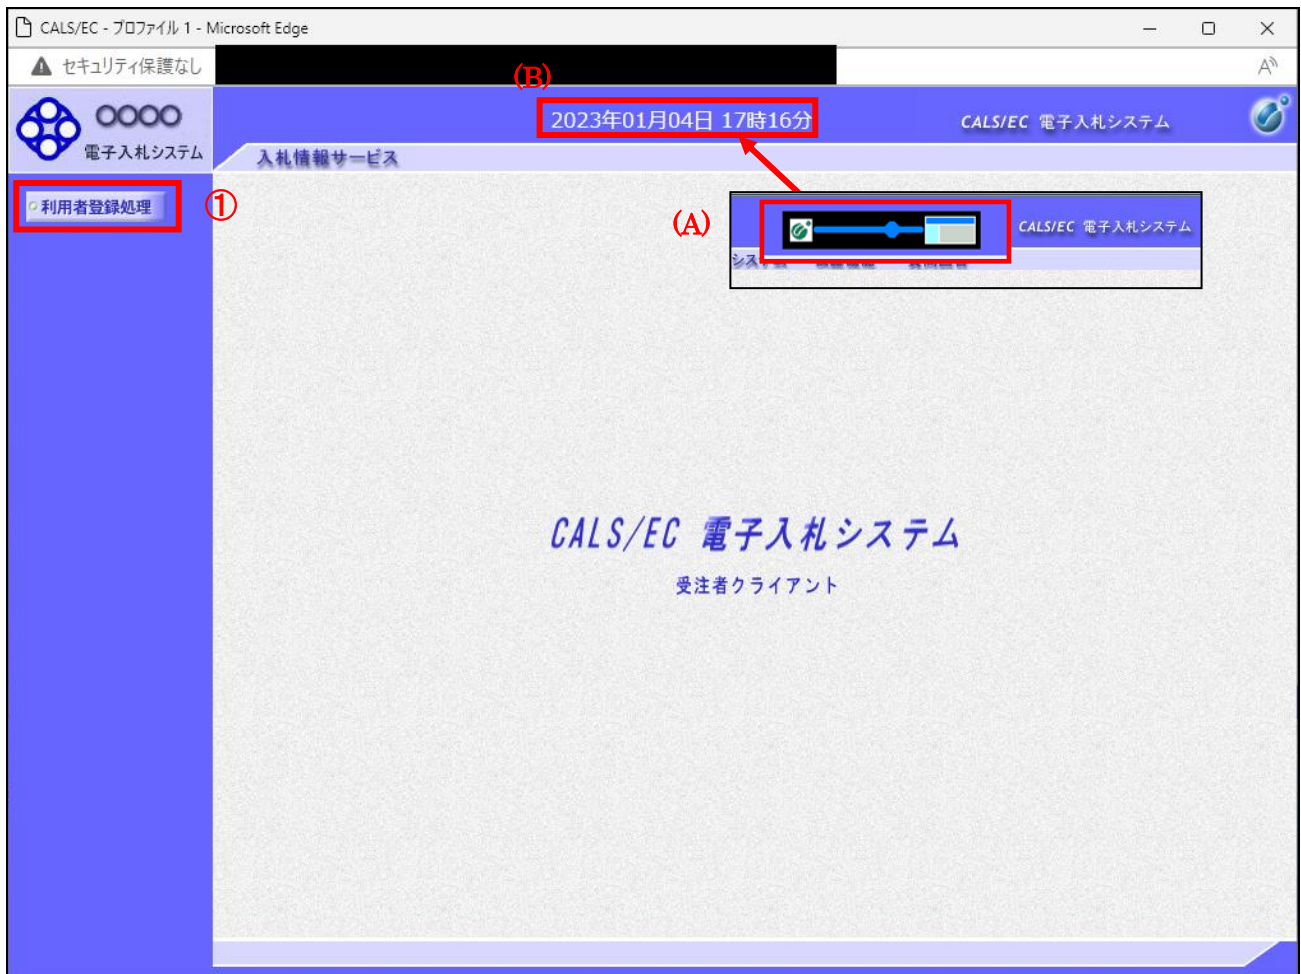 CALS/EC - プロファイル 1 - Microsoft Edge
セキュリティ保護なし
A
(B)
〇〇〇〇
電子入札システム
2023年01月04日 17時16分
CALS/EC 電子入札システム
入札情報サービス
利用者登録処理
①
(A)
CALS/EC 電子入札システム
CALS/EC 電子入札システム
受注者クライアント